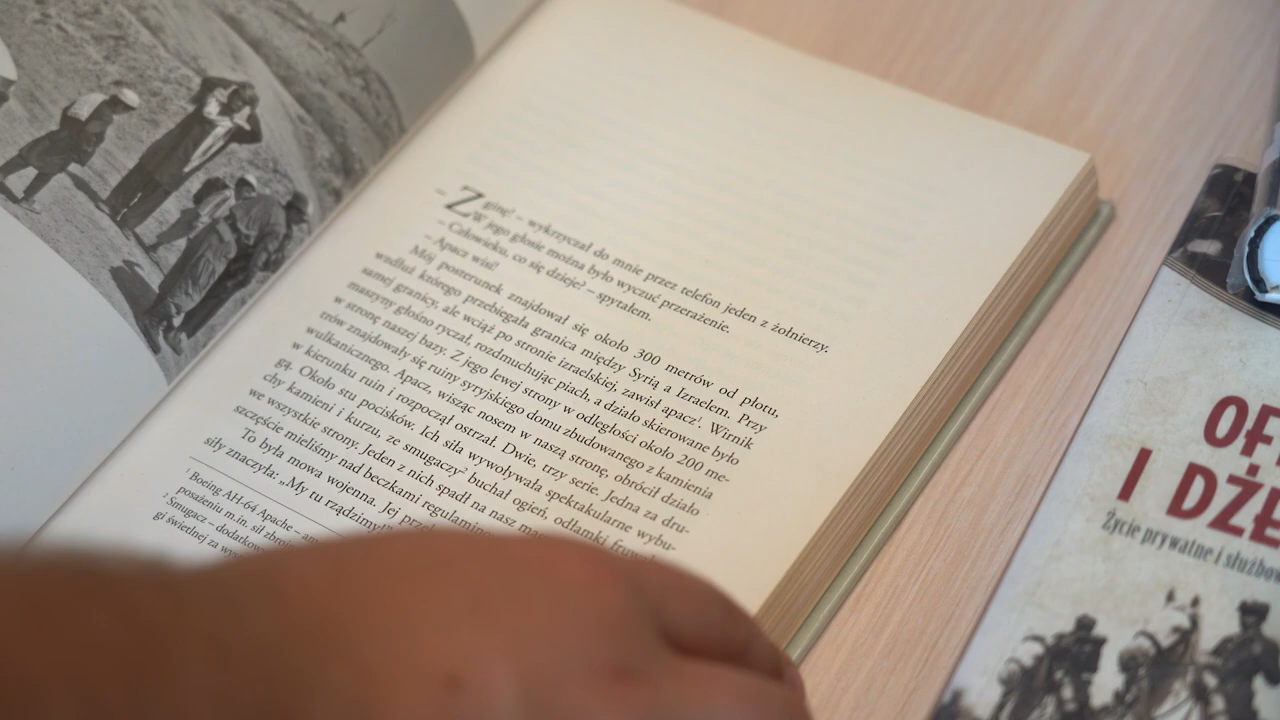 – Zginę! – wykrzyczał do mnie przez telefon jeden z żołnierzy.
W jego głosie można było wyczuć przerażenie.
– Człowieku, co się dzieje? – spytałem.
– Apacz wisi!
Mój posterunek znajdował się około 300 metrów od płotu,
wzdłuż którego przebiegała granica między Syrią a Izraelem. Przy
samej granicy, ale wciąż po stronie izraelskiej, zawisł apacz¹. Wirnik
maszyny głośno ryczał, rozdmuchując piach, a działo skierowane było
w stronę naszej bazy. Z jego lewej strony w odległości około 200 me-
trów znajdowały się ruiny syryjskiego domu zbudowanego z kamienia
wulkanicznego. Apacz, wisząc nosem w naszą stronę, obrócił działo
w kierunku ruin i rozpoczął ostrzał. Dwie, trzy serie. Jedna za dru-
gą. Około stu pocisków. Ich siła wywoływała spektakularne wybu-
chy kamieni i kurzu, ze smugaczy² buchał ogień, odłamki
we wszystkie strony. Jeden z nich spadł na nasz
szczęście mieliśmy nad beczkami
To była mowa wojenna. Jej
siły znaczyła: „My tu rządzimy!
¹ Boeing AH-64 Apache –
posażeniu m.in. sił
² Smugacz –
gi świetlnej za
OF
I DŻE
Życie prywatne i